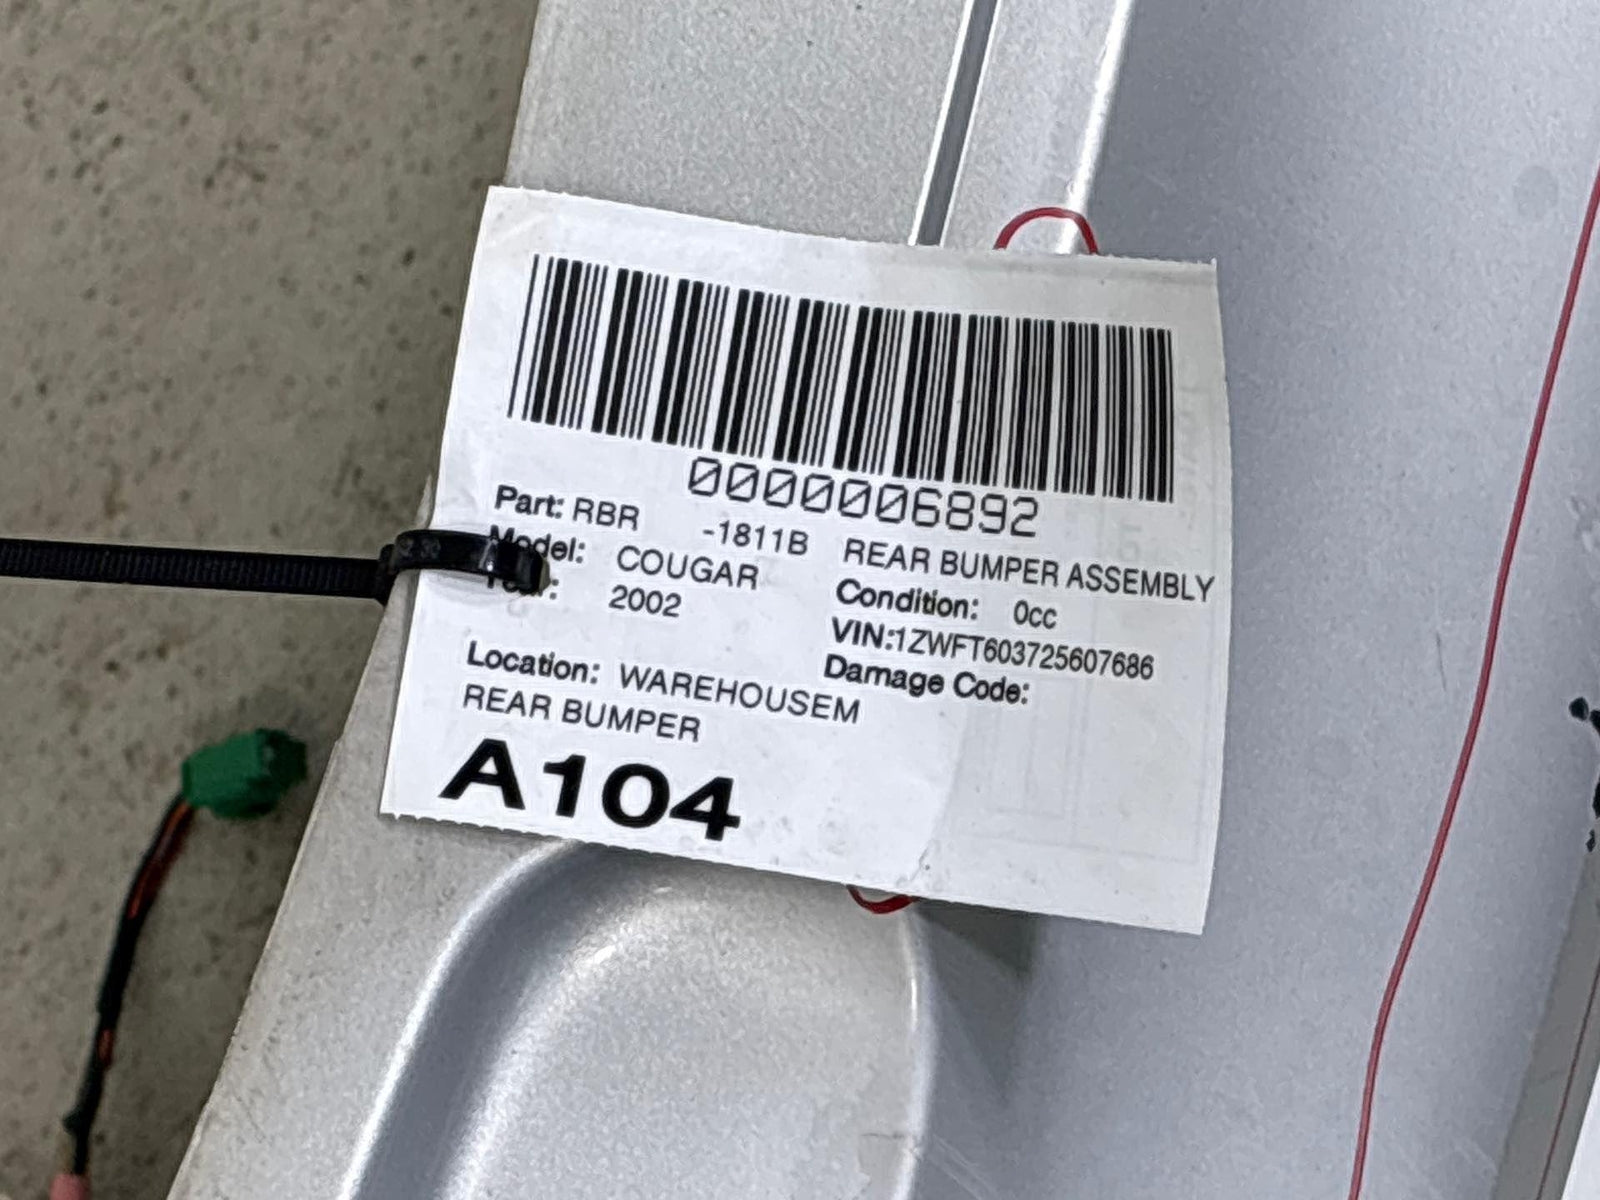 0000006892
Part: RBR -1811B REAR BUMPER ASSEMBLY
Model: COUGAR Condition: 0cc
Year: 2002 VIN:1ZWFT603725607686
Damage Code:
Location: WAREHOUSEM
REAR BUMPER
A104